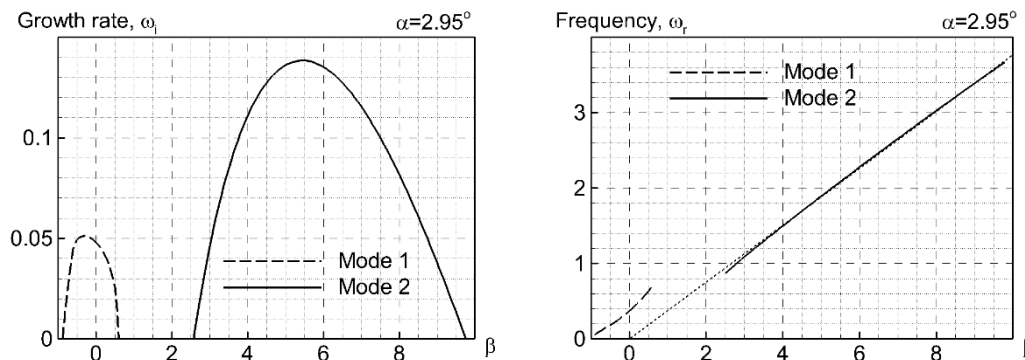 Growth rate, ωi α=2.95°
0.1
0.05
0
Mode 1
Mode 2
0 2 4 6 8 β
Frequency, ωr α=2.95°
Mode 1
Mode 2
3
2
1
0
0 2 4 6 8 β